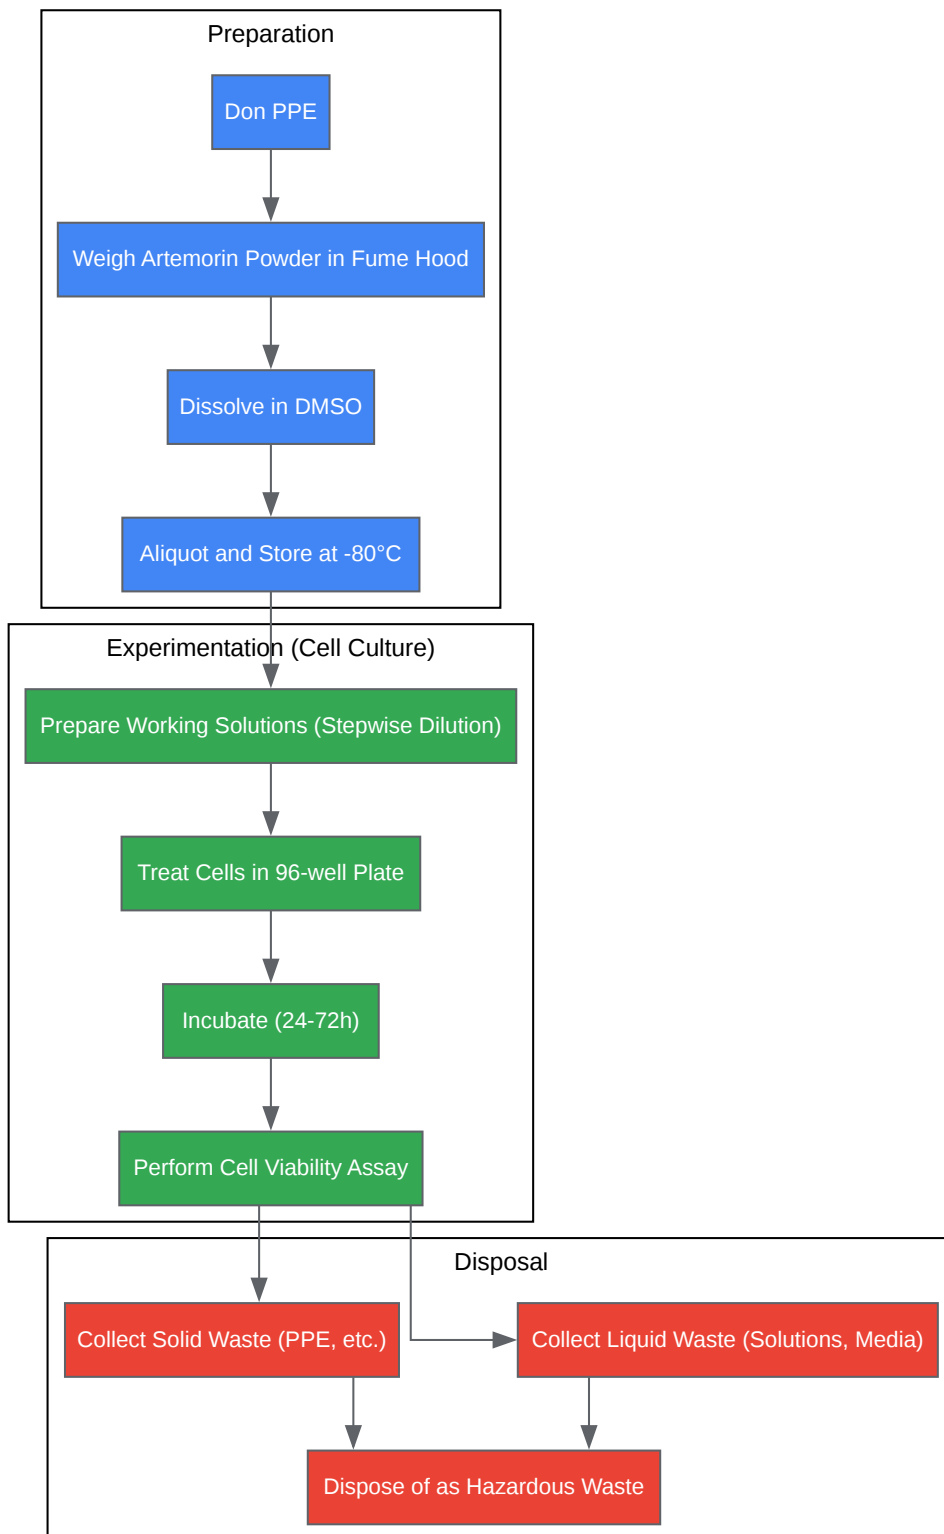 Preparation
Don PPE
Weigh Artemorin Powder in Fume Hood
Dissolve in DMSO
Aliquot and Store at -80°C
Experimentation (Cell Culture)
Prepare Working Solutions (Stepwise Dilution)
Treat Cells in 96-well Plate
Incubate (24-72h)
Perform Cell Viability Assay
Disposal
Collect Solid Waste (PPE, etc.)
Collect Liquid Waste (Solutions, Media)
Dispose of as Hazardous Waste